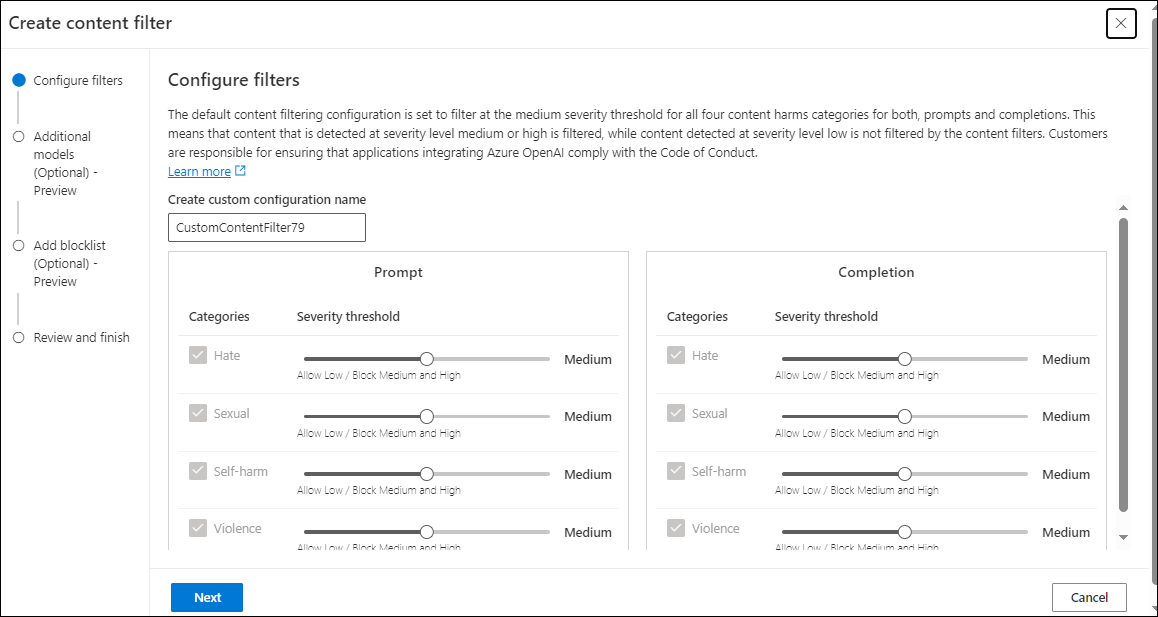 Create content filter
Configure filters
Additional
models
(Optional) -
Preview
Add blocklist
(Optional) -
Preview
Review and finish
Configure filters
The default content filtering configuration is set to filter at the medium severity threshold for all four content harms categories for both, prompts and completions. This
means that content that is detected at severity level medium or high is filtered, while content detected at severity level low is not filtered by the content filters. Customers
are responsible for ensuring that applications integrating Azure OpenAI comply with the Code of Conduct.
Learn more
Create custom configuration name
CustomContentFilter79
Prompt
Categories Severity threshold
Hate Medium
Allow Low / Block Medium and High
Sexual Medium
Allow Low / Block Medium and High
Self-harm Medium
Allow Low / Block Medium and High
Violence Medium
Allow Low / Block Medium and High
Completion
Categories Severity threshold
Hate Medium
Allow Low / Block Medium and High
Sexual Medium
Allow Low / Block Medium and High
Self-harm Medium
Allow Low / Block Medium and High
Violence Medium
Allow Low / Block Medium and High
Next
Cancel